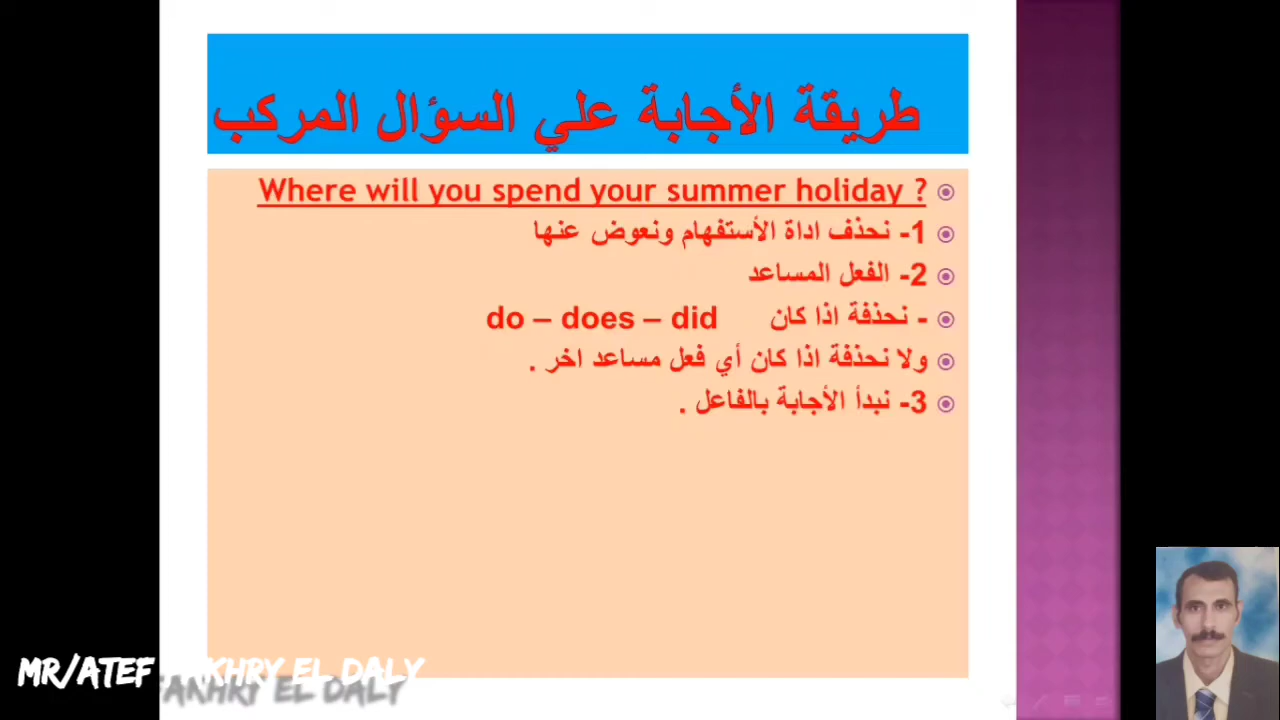 طريقة الأجابة علي السؤال المركب
Where will you spend your summer holiday ?
1- نحذف اداة الأستفهام ونعوض عنها
2- الفعل المساعد
- نحذفة اذا كان do – does – did
ولا نحذفة اذا كان أي فعل مساعد اخر .
3- نبدأ الأجابة بالفاعل .
MR/ATEF FAKHRY EL DALY